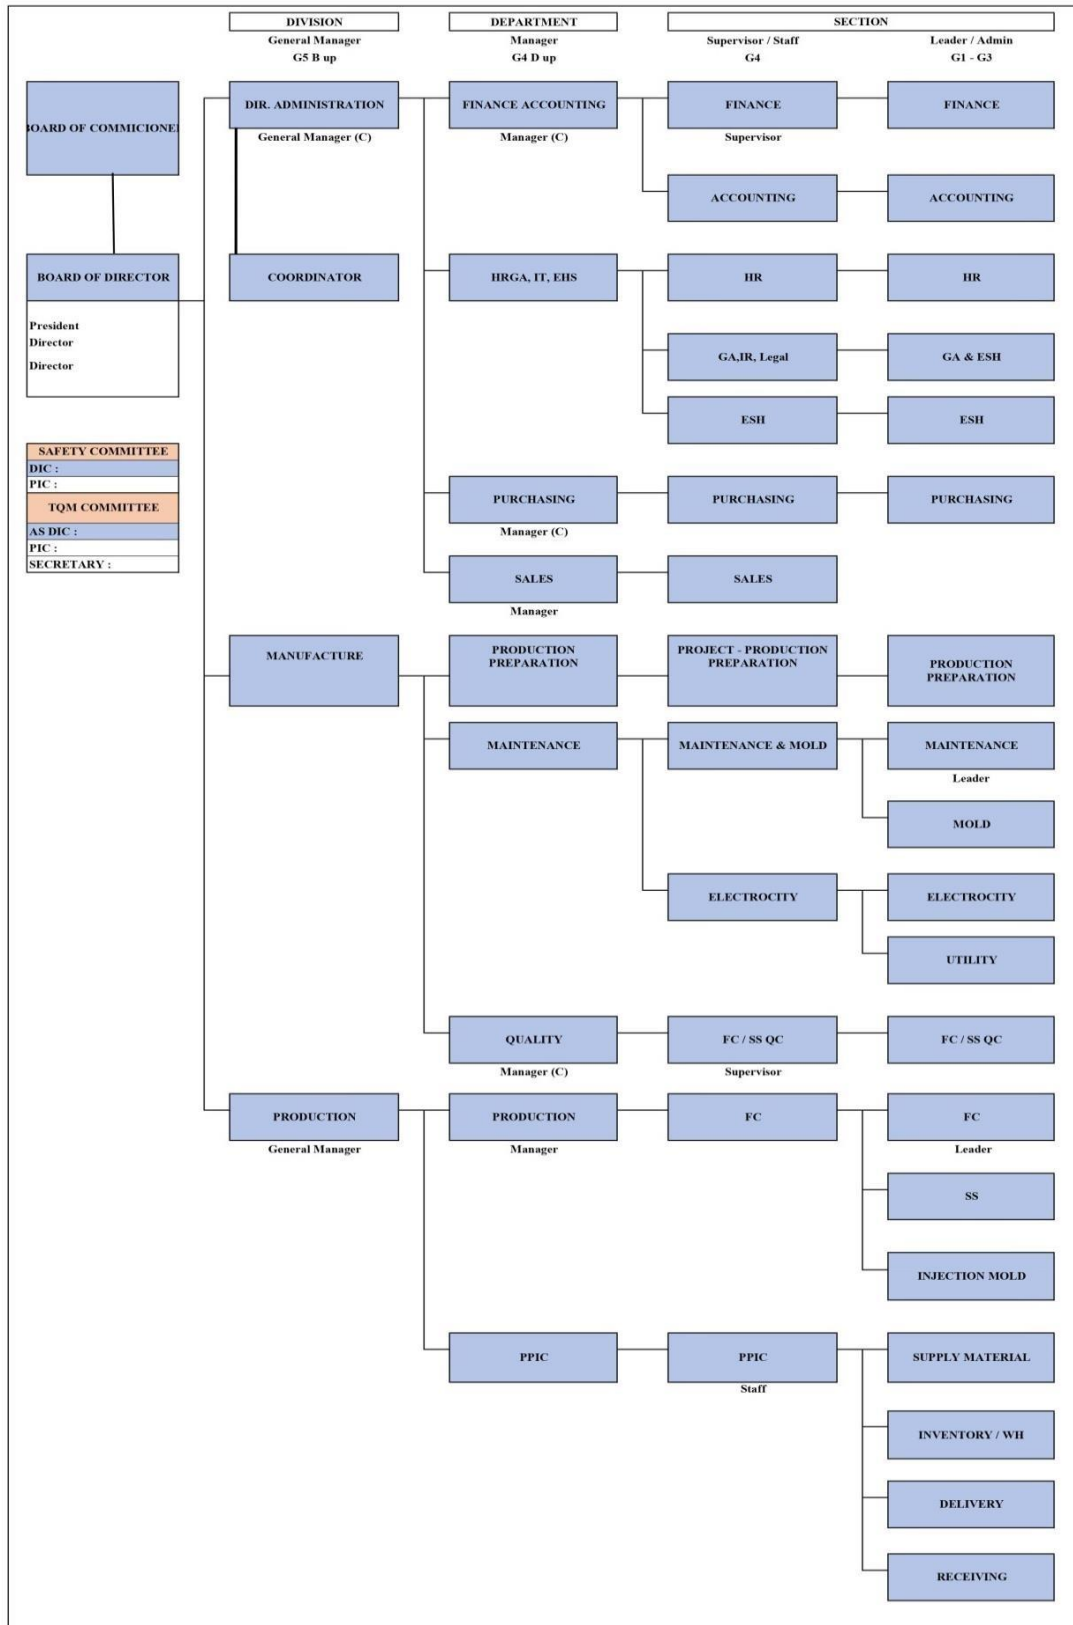 DIVISION
DEPARTMENT
SECTION
General Manager
Manager
Supervisor / Staff
Leader / Admin
G5 B up
G4 D up
G4
G1 - G3
BOARD OF COMMICIONER
DIR. ADMINISTRATION
FINANCE ACCOUNTING
FINANCE
FINANCE
General Manager (C)
Manager (C)
Supervisor
ACCOUNTING
ACCOUNTING
BOARD OF DIRECTOR
COORDINATOR
HRGA, IT, EHS
HR
HR
President
Director
Director
GA,IR, Legal
GA & ESH
ESH
ESH
SAFETY COMMITTEE
DIC :
PIC :
TQM COMMITTEE
AS DIC :
PIC :
SECRETARY :
PURCHASING
PURCHASING
PURCHASING
Manager (C)
SALES
SALES
Manager
MANUFACTURE
PRODUCTION
PREPARATION
PROJECT - PRODUCTION
PREPARATION
PRODUCTION
PREPARATION
MAINTENANCE
MAINTENANCE & MOLD
MAINTENANCE
Leader
MOLD
ELECTROCITY
ELECTROCITY
UTILITY
QUALITY
FC / SS QC
FC / SS QC
Manager (C)
Supervisor
PRODUCTION
PRODUCTION
FC
FC
General Manager
Manager
Leader
SS
INJECTION MOLD
PPIC
PPIC
SUPPLY MATERIAL
Staff
INVENTORY / WH
DELIVERY
RECEIVING